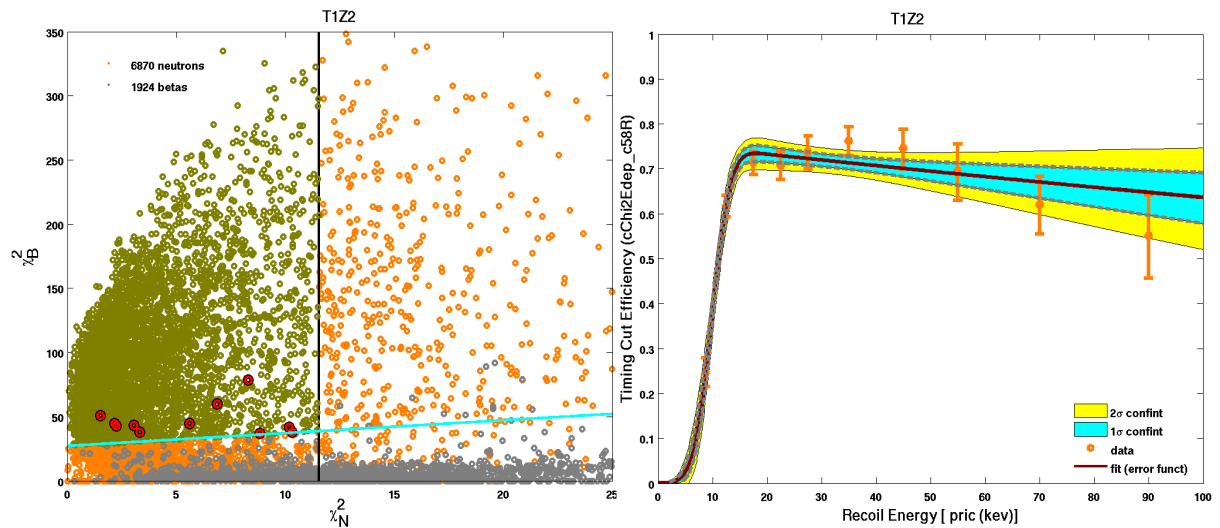 T1Z2
350
300
250
200
150
100
50
0
χ²_B
6870 neutrons
1924 betas
0 5 10 15 20 25
χ²_N
T1Z2
1
0.9
0.8
0.7
0.6
0.5
0.4
0.3
0.2
0.1
0
Timing Cut Efficiency (cChi2Edep_c58R)
2σ confint
1σ confint
data
fit (error funct)
0 10 20 30 40 50 60 70 80 90 100
Recoil Energy [ pric (kev)]